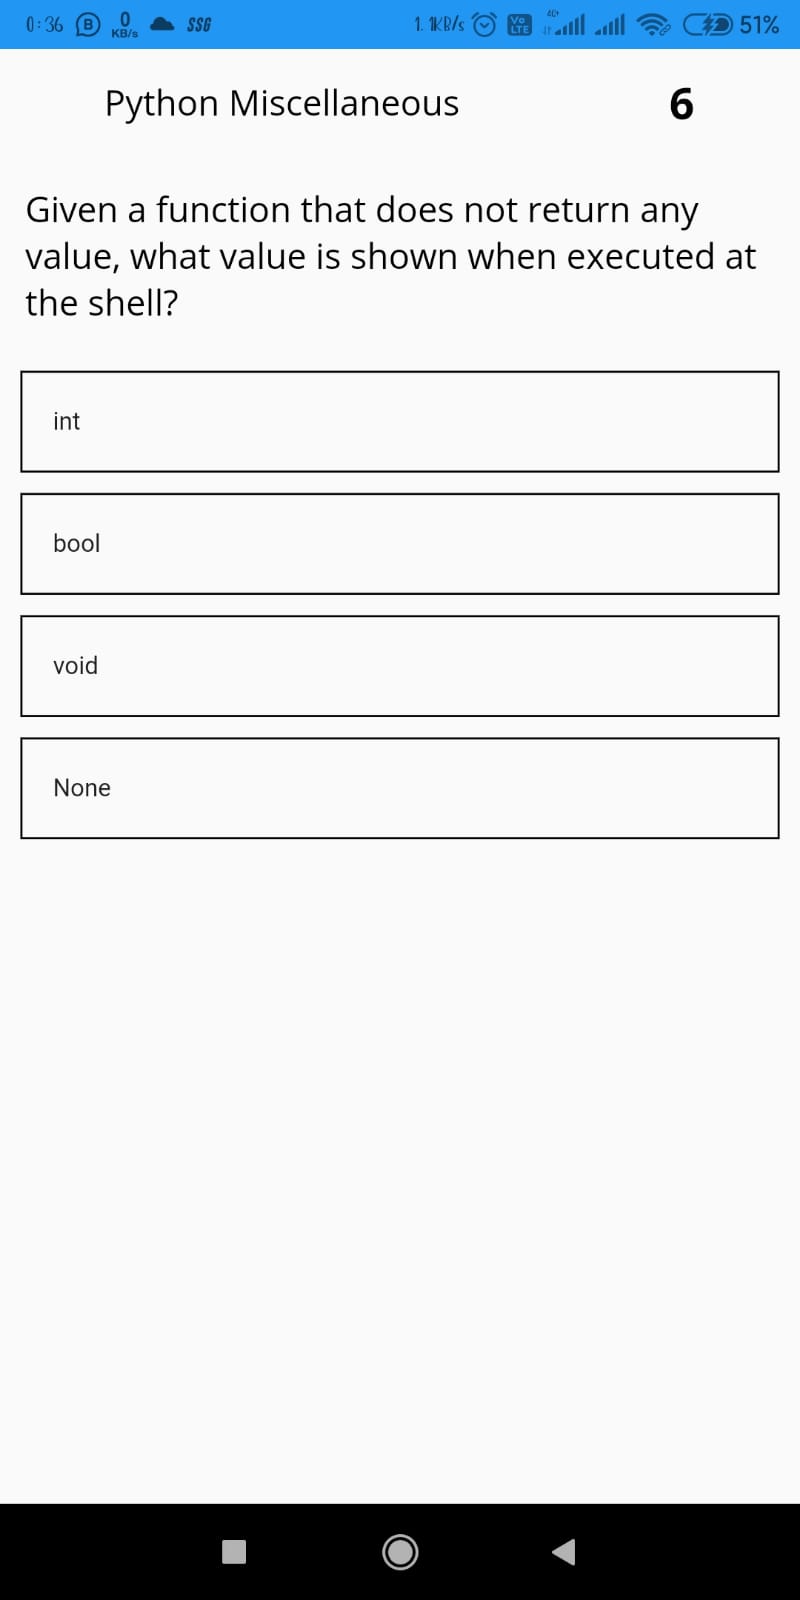 0:36 B 0 KB/s SSG 1.1KB/s Vo LTE 4G+ 51%
Python Miscellaneous 6
Given a function that does not return any
value, what value is shown when executed at
the shell?
int
bool
void
None